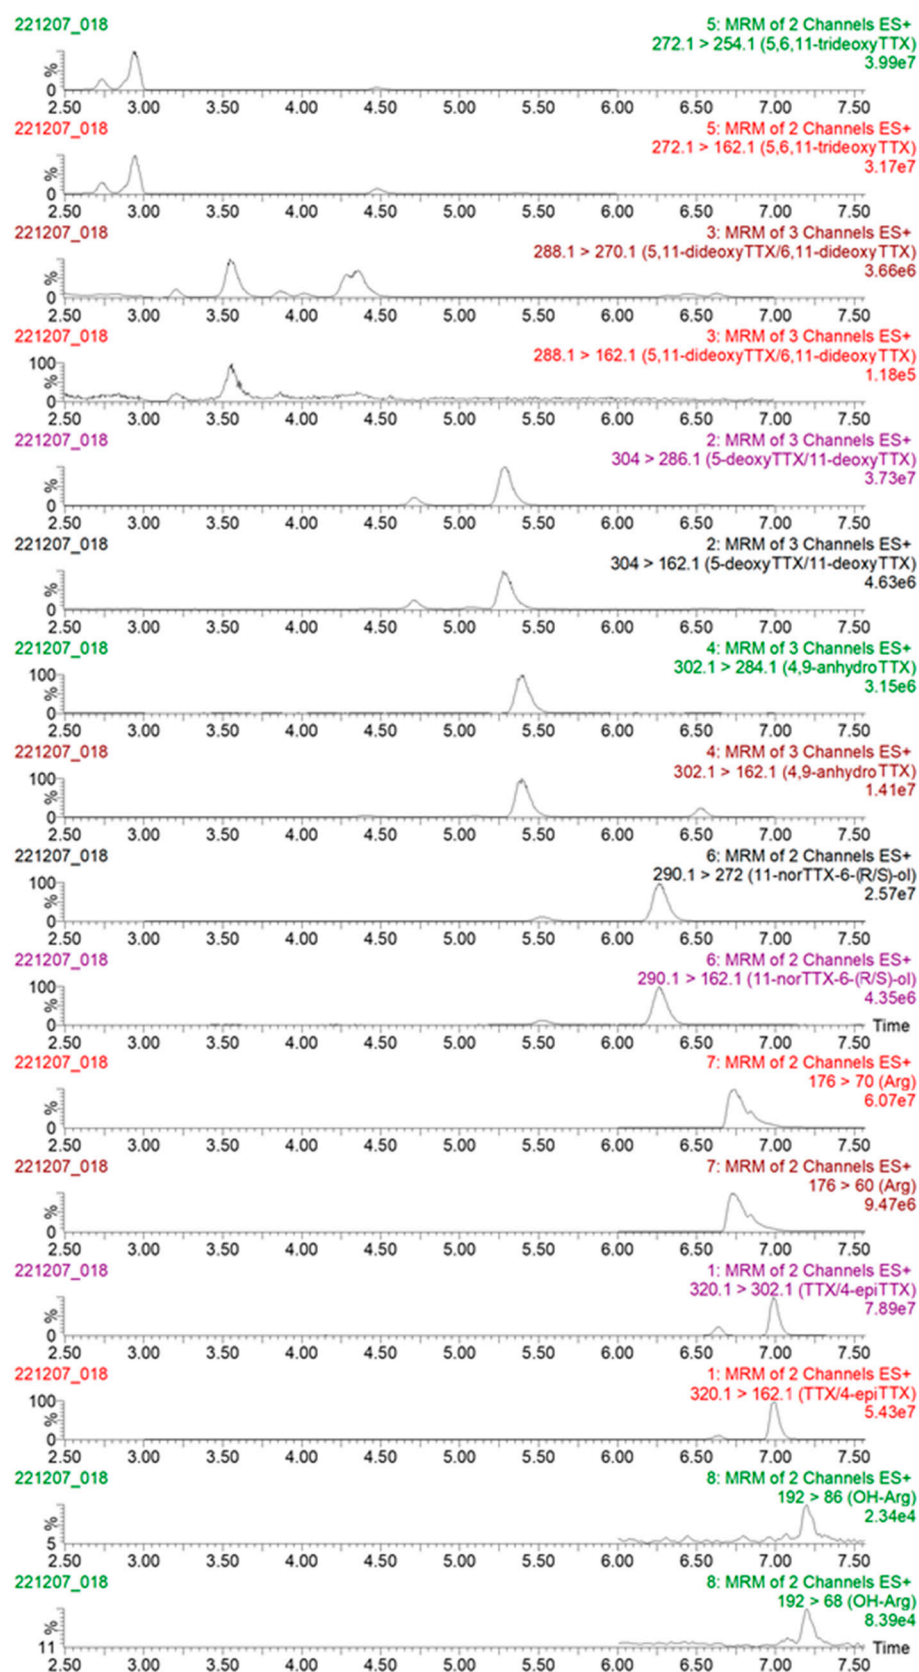 221207_018
5: MRM of 2 Channels ES+
272.1 > 254.1 (5,6,11-trideoxyTTX)
3.99e7
%
0
2.50 3.00 3.50 4.00 4.50 5.00 5.50 6.00 6.50 7.00 7.50
221207_018
5: MRM of 2 Channels ES+
272.1 > 162.1 (5,6,11-trideoxyTTX)
3.17e7
%
0
2.50 3.00 3.50 4.00 4.50 5.00 5.50 6.00 6.50 7.00 7.50
221207_018
3: MRM of 3 Channels ES+
288.1 > 270.1 (5,11-dideoxyTTX/6,11-dideoxyTTX)
3.66e6
%
0
2.50 3.00 3.50 4.00 4.50 5.00 5.50 6.00 6.50 7.00 7.50
221207_018
3: MRM of 3 Channels ES+
288.1 > 162.1 (5,11-dideoxyTTX/6,11-dideoxyTTX)
1.18e5
100
%
0
2.50 3.00 3.50 4.00 4.50 5.00 5.50 6.00 6.50 7.00 7.50
221207_018
2: MRM of 3 Channels ES+
304 > 286.1 (5-deoxyTTX/11-deoxyTTX)
3.73e7
%
0
2.50 3.00 3.50 4.00 4.50 5.00 5.50 6.00 6.50 7.00 7.50
221207_018
2: MRM of 3 Channels ES+
304 > 162.1 (5-deoxyTTX/11-deoxyTTX)
4.63e6
%
0
2.50 3.00 3.50 4.00 4.50 5.00 5.50 6.00 6.50 7.00 7.50
221207_018
4: MRM of 3 Channels ES+
302.1 > 284.1 (4,9-anhydroTTX)
3.15e6
100
%
0
2.50 3.00 3.50 4.00 4.50 5.00 5.50 6.00 6.50 7.00 7.50
221207_018
4: MRM of 3 Channels ES+
302.1 > 162.1 (4,9-anhydroTTX)
1.41e7
100
%
0
2.50 3.00 3.50 4.00 4.50 5.00 5.50 6.00 6.50 7.00 7.50
221207_018
6: MRM of 2 Channels ES+
290.1 > 272 (11-norTTX-6-(R/S)-ol)
2.57e7
100
%
0
2.50 3.00 3.50 4.00 4.50 5.00 5.50 6.00 6.50 7.00 7.50
221207_018
6: MRM of 2 Channels ES+
290.1 > 162.1 (11-norTTX-6-(R/S)-ol)
4.35e6
100
%
0
Time
2.50 3.00 3.50 4.00 4.50 5.00 5.50 6.00 6.50 7.00 7.50
221207_018
7: MRM of 2 Channels ES+
176 > 70 (Arg)
6.07e7
%
0
2.50 3.00 3.50 4.00 4.50 5.00 5.50 6.00 6.50 7.00 7.50
221207_018
7: MRM of 2 Channels ES+
176 > 60 (Arg)
9.47e6
%
0
2.50 3.00 3.50 4.00 4.50 5.00 5.50 6.00 6.50 7.00 7.50
221207_018
1: MRM of 2 Channels ES+
320.1 > 302.1 (TTX/4-epiTTX)
7.89e7
%
0
2.50 3.00 3.50 4.00 4.50 5.00 5.50 6.00 6.50 7.00 7.50
221207_018
1: MRM of 2 Channels ES+
320.1 > 162.1 (TTX/4-epiTTX)
5.43e7
100
%
0
2.50 3.00 3.50 4.00 4.50 5.00 5.50 6.00 6.50 7.00 7.50
221207_018
8: MRM of 2 Channels ES+
192 > 86 (OH-Arg)
2.34e4
%
5
2.50 3.00 3.50 4.00 4.50 5.00 5.50 6.00 6.50 7.00 7.50
221207_018
8: MRM of 2 Channels ES+
192 > 68 (OH-Arg)
8.39e4
%
11
Time
2.50 3.00 3.50 4.00 4.50 5.00 5.50 6.00 6.50 7.00 7.50